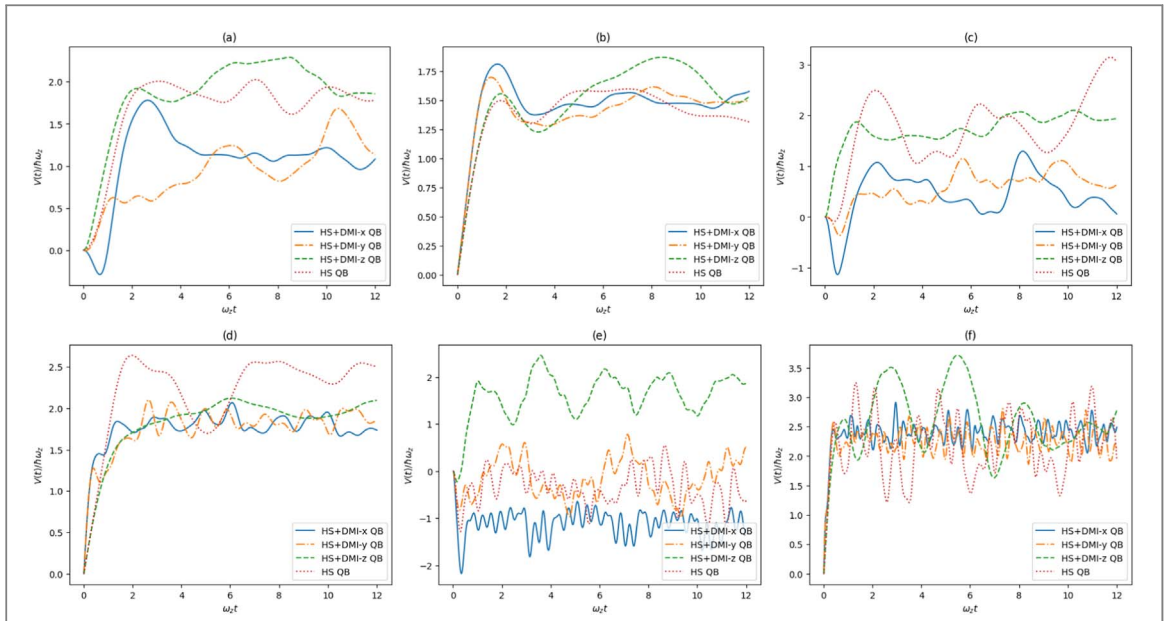 (a)
V(t)/ℏω_z
2.0
1.5
1.0
0.5
0.0
HS+DMI-x QB
HS+DMI-y QB
HS+DMI-z QB
HS QB
0 2 4 6 8 10 12
ω_z t
(b)
V(t)/ℏω_z
1.75
1.50
1.25
1.00
0.75
0.50
0.25
0.00
HS+DMI-x QB
HS+DMI-y QB
HS+DMI-z QB
HS QB
0 2 4 6 8 10 12
ω_z t
(c)
V(t)/ℏω_z
3
2
1
0
−1
HS+DMI-x QB
HS+DMI-y QB
HS+DMI-z QB
HS QB
0 2 4 6 8 10 12
ω_z t
(d)
V(t)/ℏω_z
2.5
2.0
1.5
1.0
0.5
0.0
HS+DMI-x QB
HS+DMI-y QB
HS+DMI-z QB
HS QB
0 2 4 6 8 10 12
ω_z t
(e)
V(t)/ℏω_z
2
1
0
−1
−2
HS+DMI-x QB
HS+DMI-y QB
HS+DMI-z QB
HS QB
0 2 4 6 8 10 12
ω_z t
(f)
V(t)/ℏω_z
3.5
3.0
2.5
2.0
1.5
1.0
0.5
0.0
HS+DMI-x QB
HS+DMI-y QB
HS+DMI-z QB
HS QB
0 2 4 6 8 10 12
ω_z t